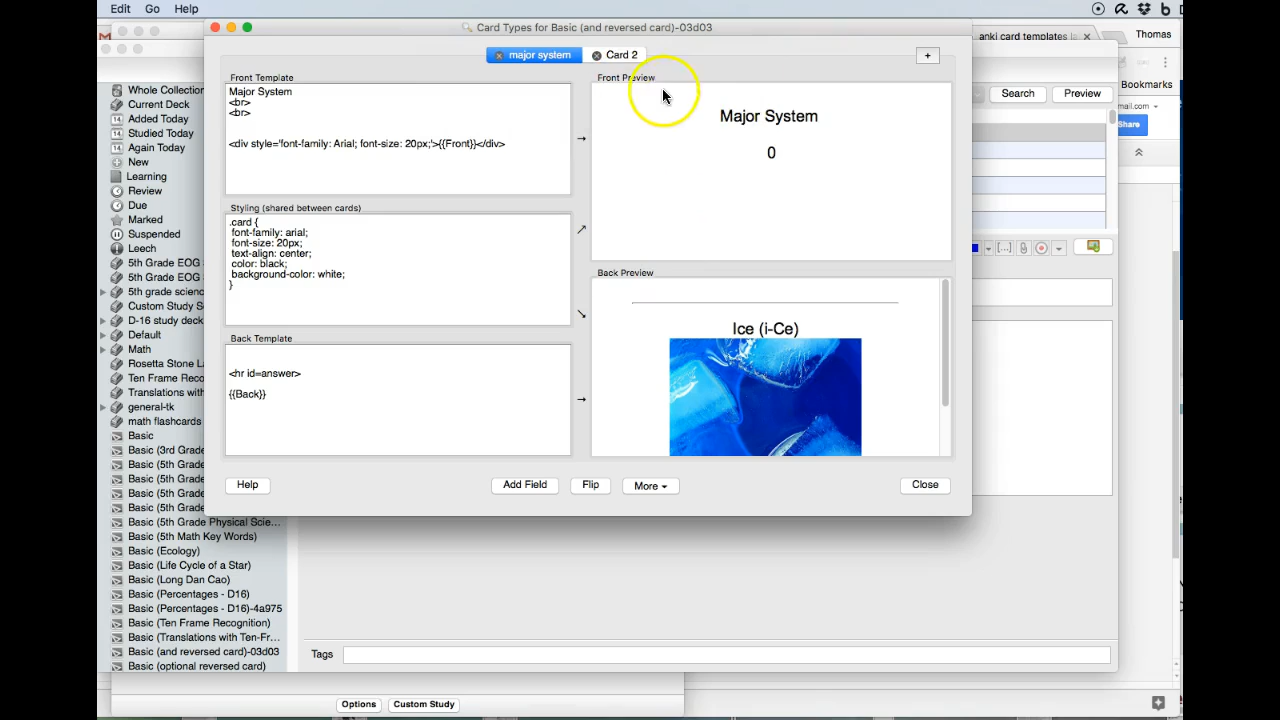 Edit Go Help
Card Types for Basic (and reversed card)-03d03
anki card templates
Thomas
major system
Card 2
+
Front Template
Major System
<br>
<br>
<div style='font-family: Arial; font-size: 20px;'>{{Front}}</div>
Front Preview
Major System
0
Styling (shared between cards)
.card {
font-family: arial;
font-size: 20px;
text-align: center;
color: black;
background-color: white;
}
Back Template
<hr id=answer>
{{Back}}
Back Preview
Ice (i-Ce)
Help
Add Field
Flip
More
Close
Search
Preview
Bookmarks
mail.com
Share
[...]
Whole Collection
Current Deck
Added Today
Studied Today
Again Today
New
Learning
Review
Due
Marked
Suspended
Leech
5th Grade EOG
5th Grade EOG
5th grade scienc
Custom Study S
D-16 study deck
Default
Math
Rosetta Stone La
Ten Frame Reco
Translations with
general-tk
math flashcards
Basic
Basic (3rd Grade
Basic (5th Grade
Basic (5th Grade
Basic (5th Grade
Basic (5th Grade
Basic (5th Grade Physical Scie...
Basic (5th Math Key Words)
Basic (Ecology)
Basic (Life Cycle of a Star)
Basic (Long Dan Cao)
Basic (Percentages - D16)
Basic (Percentages - D16)-4a975
Basic (Ten Frame Recognition)
Basic (Translations with Ten-Fr...
Basic (and reversed card)-03d03
Basic (optional reversed card)
Tags
Options
Custom Study